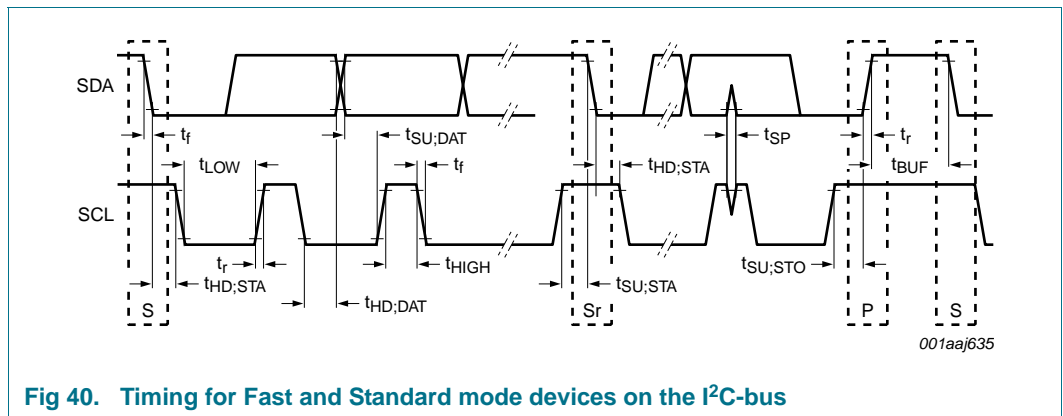 SDA
t_f
t_SU;DAT
t_SP
t_r
t_LOW
t_f
t_HD;STA
t_BUF
SCL
t_r
t_HIGH
t_SU;STO
t_HD;STA
t_SU;STA
t_HD;DAT
S
Sr
P
S
001aaj635
Fig 40. Timing for Fast and Standard mode devices on the I²C-bus